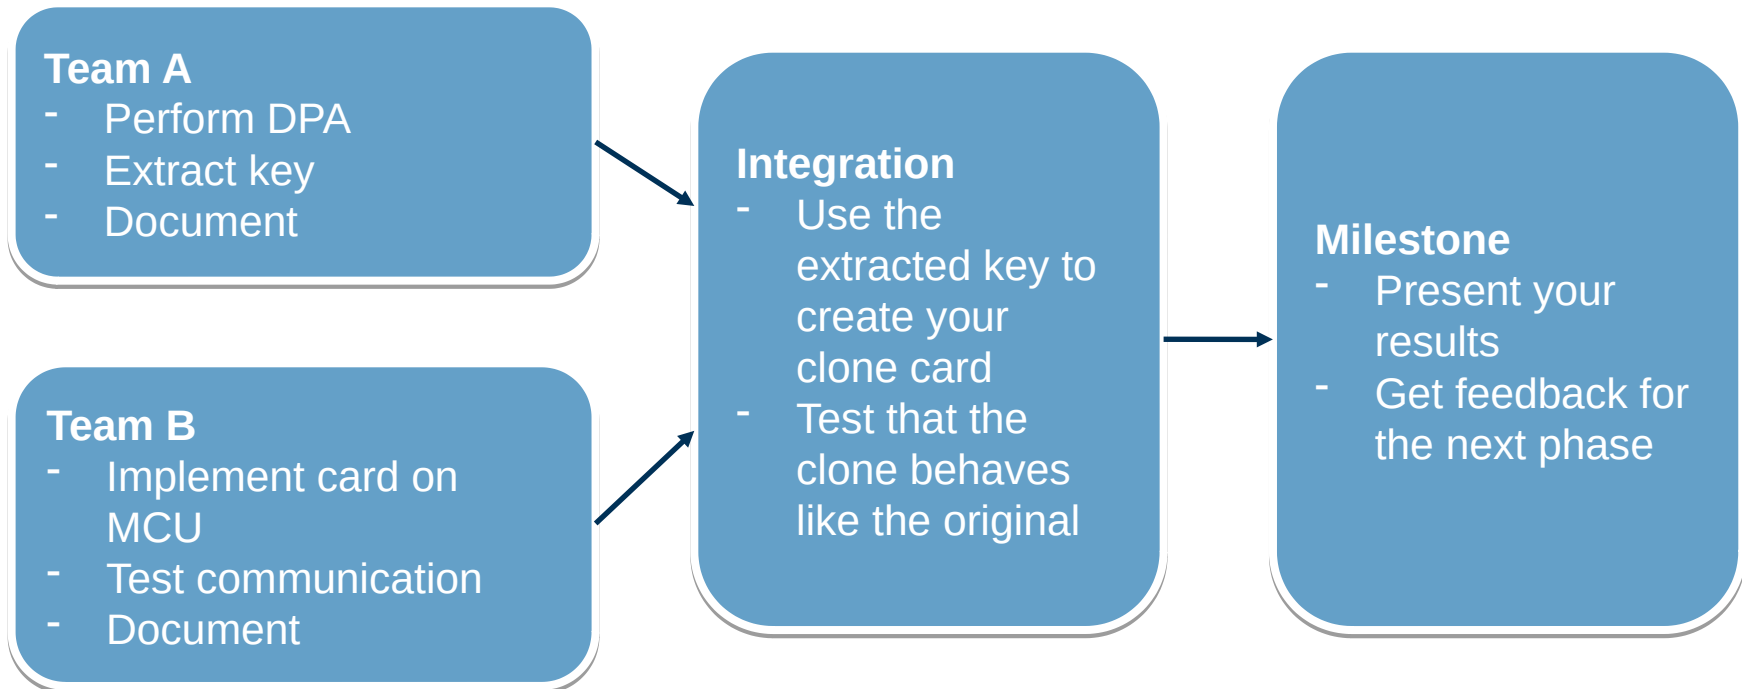 Team A
- Perform DPA
- Extract key
- Document
Team B
- Implement card on
MCU
- Test communication
- Document
Integration
- Use the
extracted key to
create your
clone card
- Test that the
clone behaves
like the original
Milestone
- Present your
results
- Get feedback for
the next phase